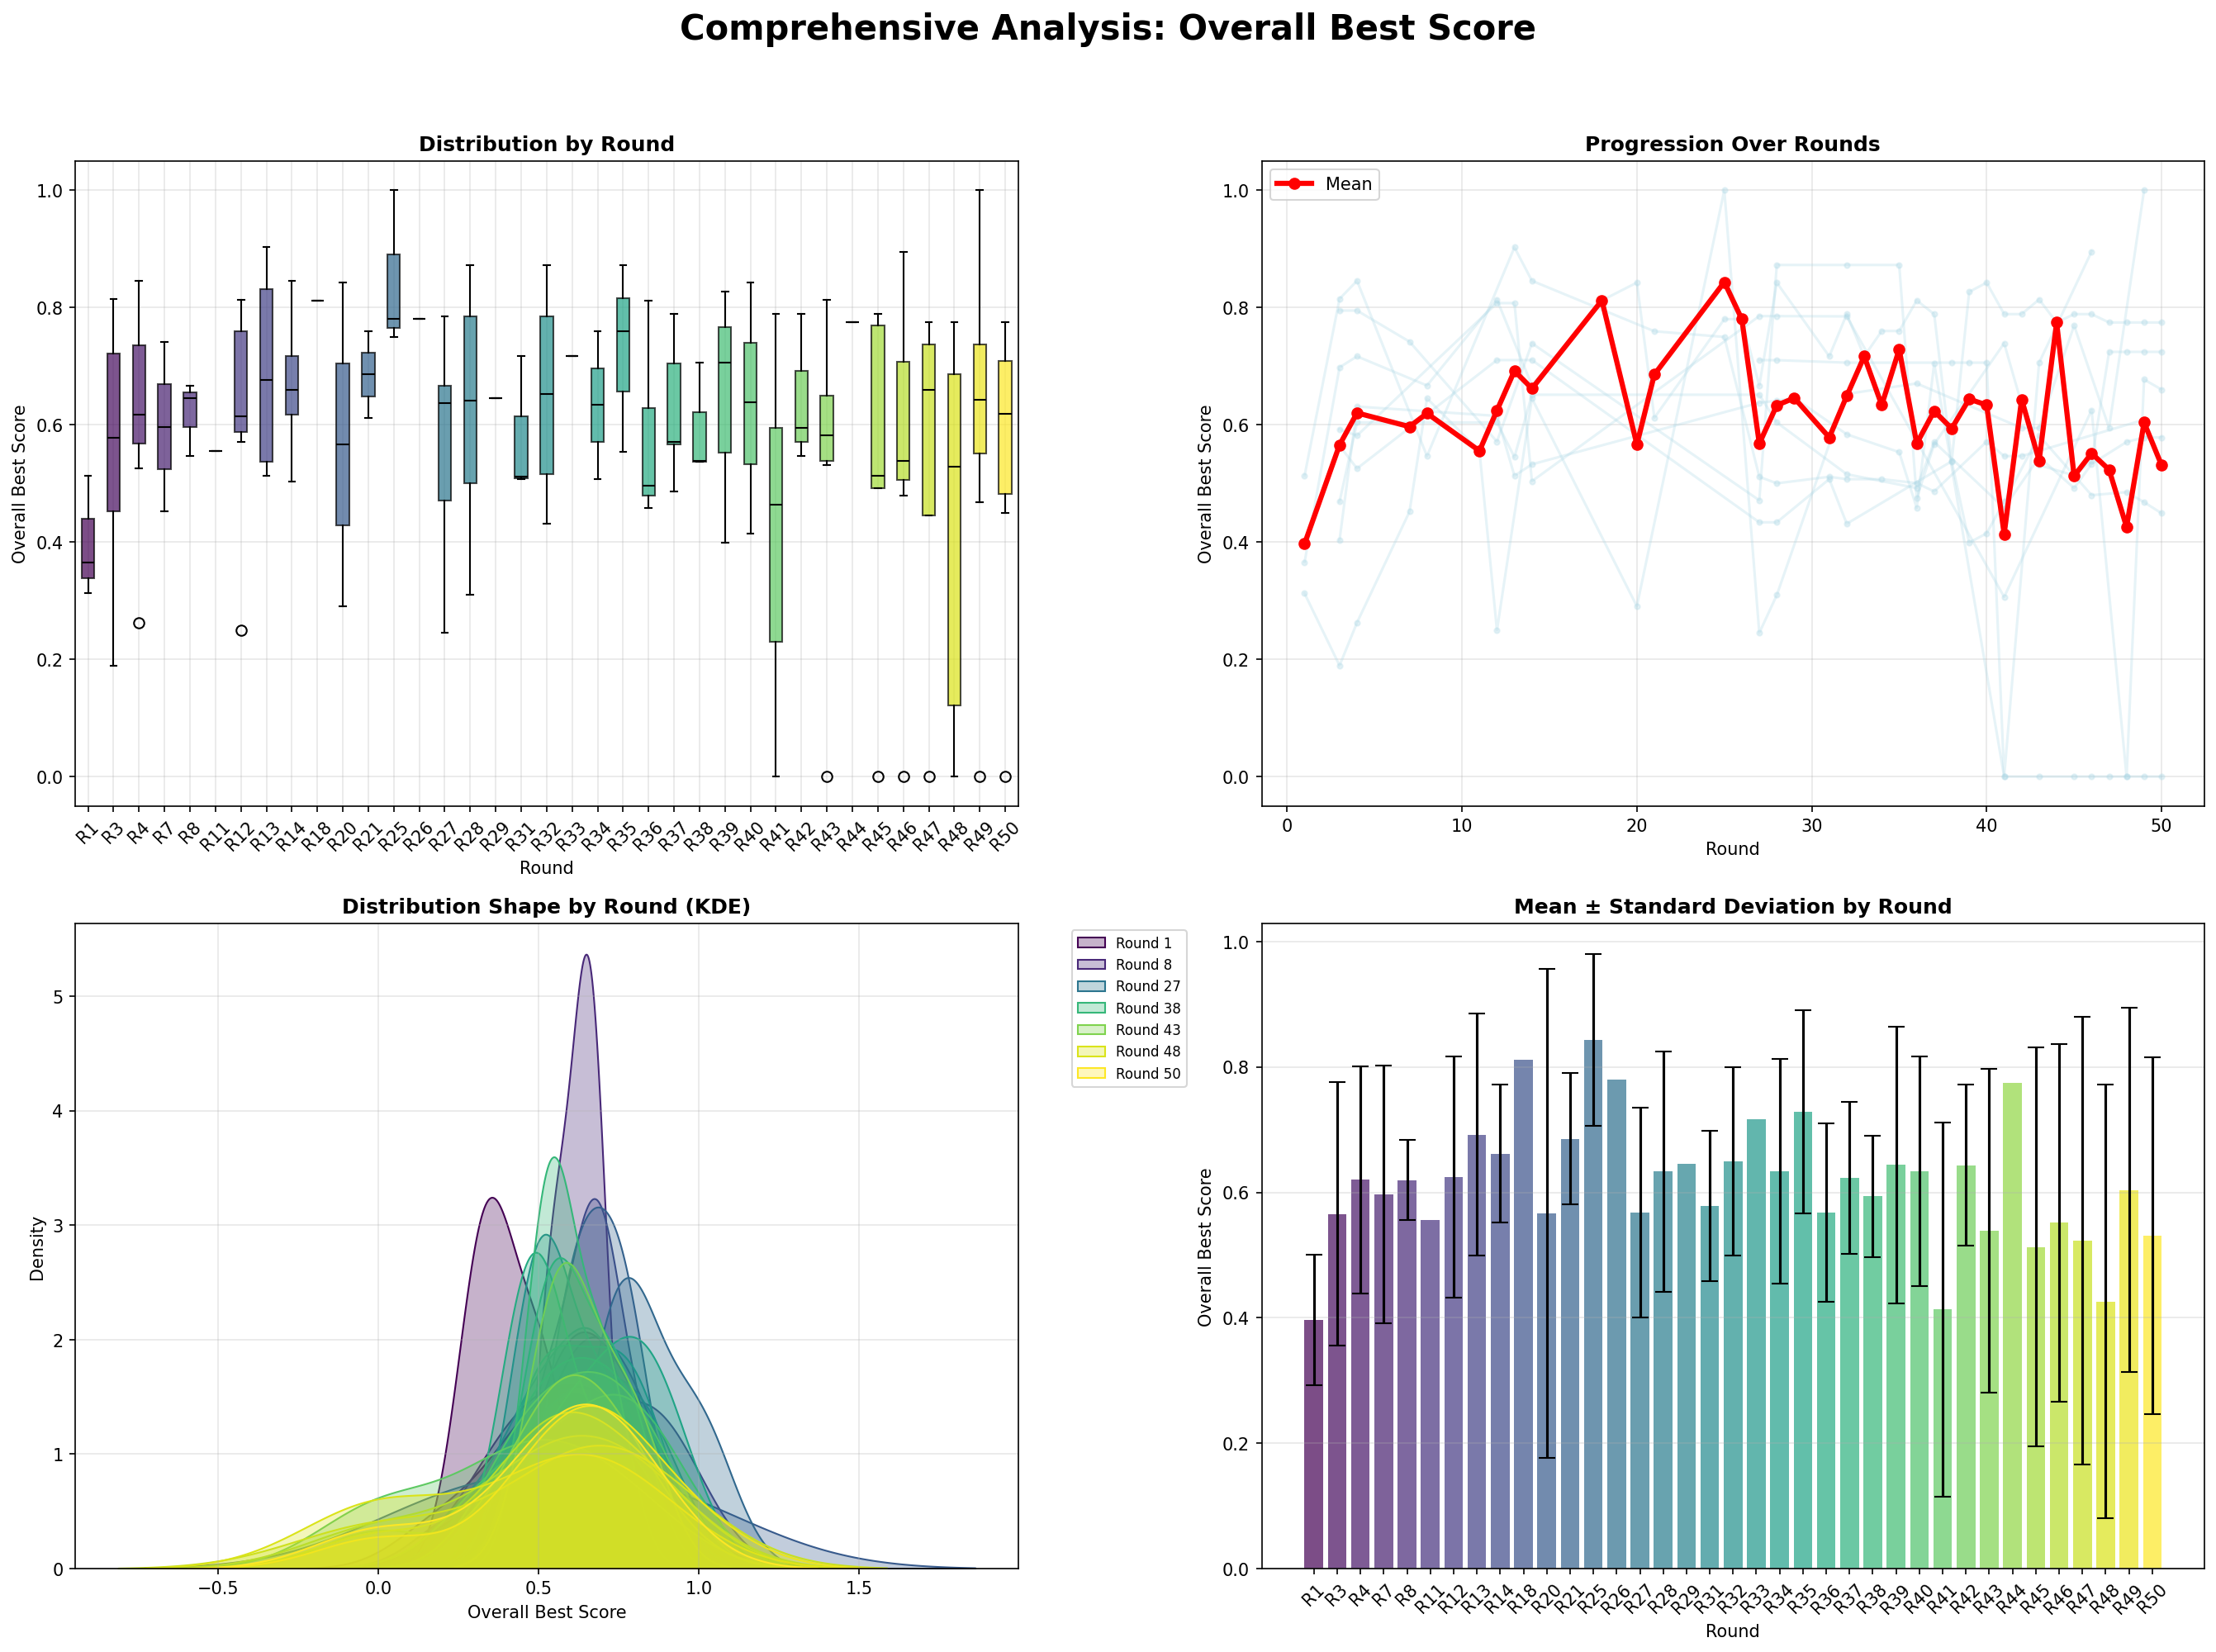 Comprehensive Analysis: Overall Best Score
Distribution by Round
Overall Best Score
1.0
0.8
0.6
0.4
0.2
0.0
R1 R3 R4 R7 R8 R11 R12 R13 R14 R18 R20 R21 R25 R26 R27 R28 R29 R31 R32 R33 R34 R35 R36 R37 R38 R39 R40 R41 R42 R43 R44 R45 R46 R47 R48 R49 R50
Round
Progression Over Rounds
Mean
Overall Best Score
1.0
0.8
0.6
0.4
0.2
0.0
0 10 20 30 40 50
Round
Distribution Shape by Round (KDE)
Density
5
4
3
2
1
0
−0.5 0.0 0.5 1.0 1.5
Overall Best Score
Round 1
Round 8
Round 27
Round 38
Round 43
Round 48
Round 50
Mean ± Standard Deviation by Round
Overall Best Score
1.0
0.8
0.6
0.4
0.2
0.0
R1 R3 R4 R7 R8 R11 R12 R13 R14 R18 R20 R21 R25 R26 R27 R28 R29 R31 R32 R33 R34 R35 R36 R37 R38 R39 R40 R41 R42 R43 R44 R45 R46 R47 R48 R49 R50
Round